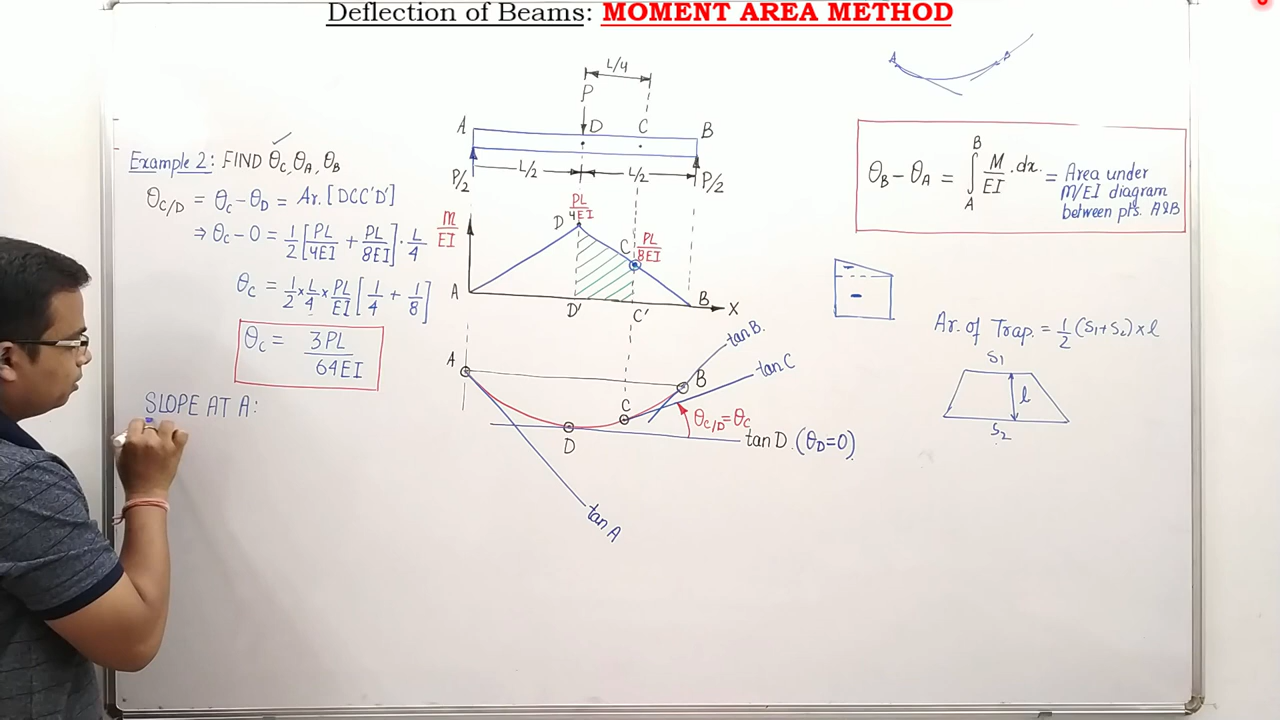 Deflection of Beams: MOMENT AREA METHOD
Example 2: FIND θC, θA, θB
θC/D = θC - θD = Ar. [DCC'D']
⇒ θC - 0 = 1/2 [PL/4EI + PL/8EI] · L/4
θC = 1/2 × L/4 × PL/EI [1/4 + 1/8]
θC = 3PL/64EI
SLOPE AT A:
L/4
P
A
D
C
B
P/2
L/2
L/2
P/2
M/EI
PL/4EI
D
C
PL/8EI
A
D'
C'
B
X
A
B
C
D
tan B.
tan C
θC/D = θC
tan D. (θD=0)
tan A
A
B
θB - θA = ∫ A B M/EI .dx. = Area under
M/EI diagram
between pts. A&B
Ar. of Trap. = 1/2 (S1+S2) × l
S1
l
S2